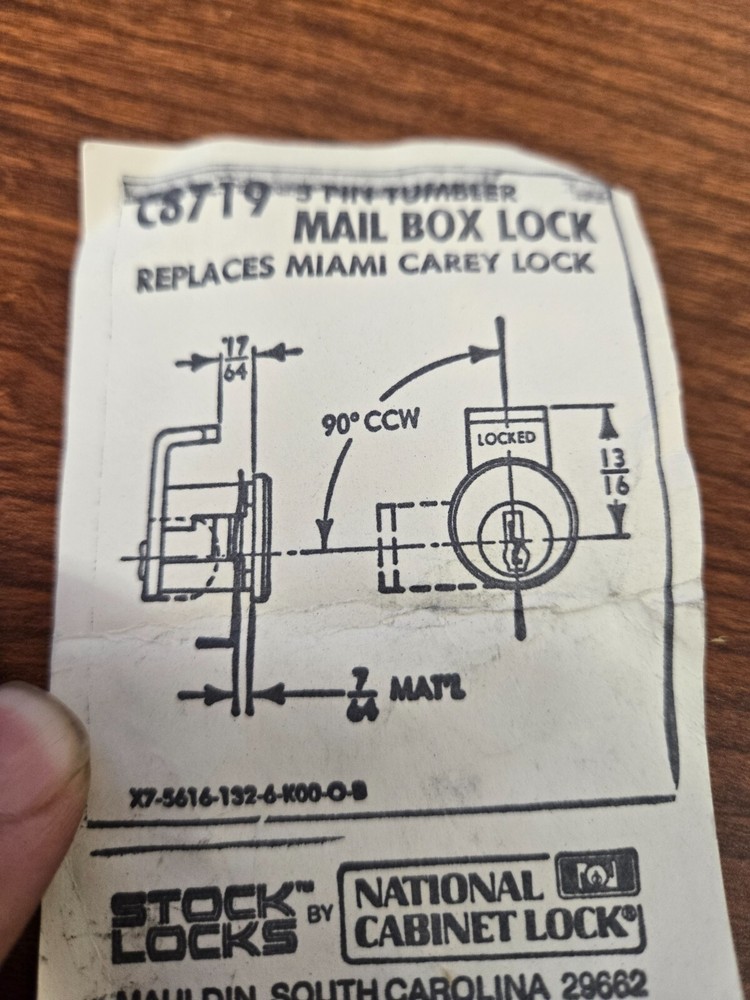 C8719 3 PIN TUMBLER
MAIL BOX LOCK
REPLACES MIAMI CAREY LOCK
17
64
90° CCW
LOCKED
13
16
7
64
MAT'L
X7-5616-132-6-K00-O-B
STOCK™
LOCKS
BY
NATIONAL
CABINET LOCK®
MAULDIN, SOUTH CAROLINA 29662